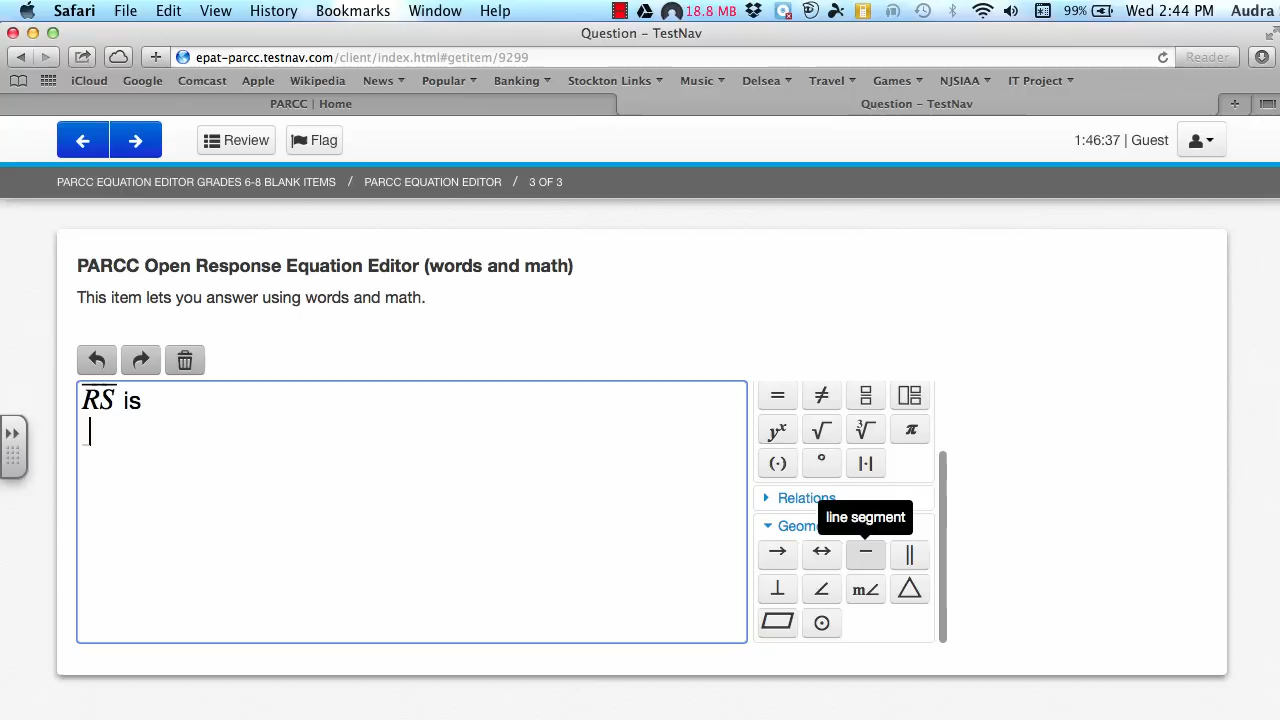 Safari File Edit View History Bookmarks Window Help 18.8 MB 99% Wed 2:44 PM Audra
Question – TestNav
epat-parcc.testnav.com/client/index.html#getitem/9299 Reader
iCloud Google Comcast Apple Wikipedia News Popular Banking Stockton Links Music Delsea Travel Games NJSIAA IT Project
PARCC | Home Question – TestNav
Review Flag 1:46:37 | Guest
PARCC EQUATION EDITOR GRADES 6-8 BLANK ITEMS / PARCC EQUATION EDITOR / 3 OF 3
PARCC Open Response Equation Editor (words and math)
This item lets you answer using words and math.
R̅S̅ is
= ≠
yˣ √ ∛ π
(·) ° |·|
Relations
line segment
Geom
→ ↔ – ||
⊥ ∠ m∠ △
▱ ⊙